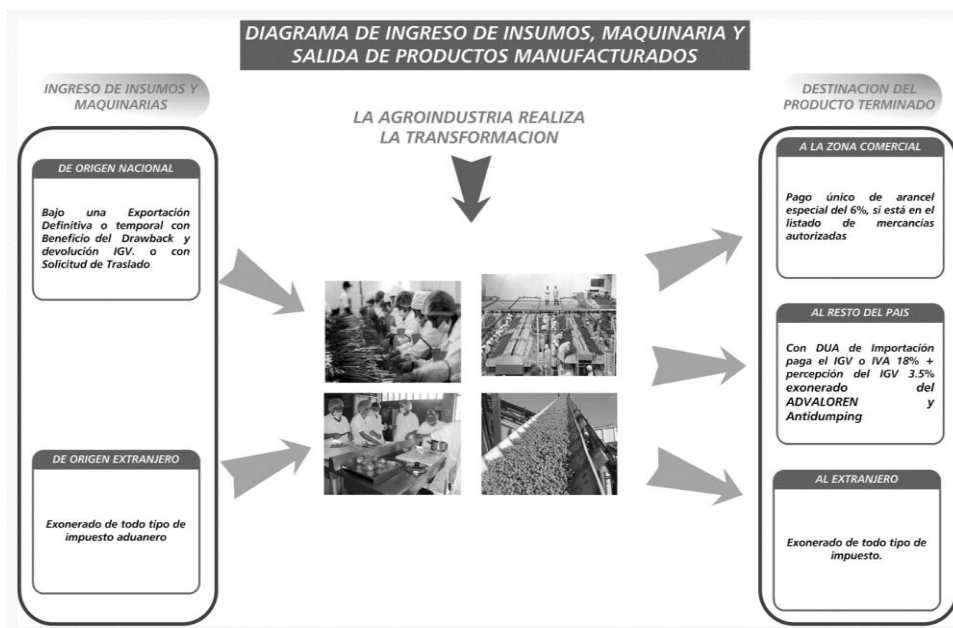 DIAGRAMA DE INGRESO DE INSUMOS, MAQUINARIA Y
SALIDA DE PRODUCTOS MANUFACTURADOS
INGRESO DE INSUMOS Y
MAQUINARIAS
DE ORIGEN NACIONAL
Bajo una Exportación
Definitiva o temporal con
Beneficio del Drawback y
devolución IGV. o con
Solicitud de Traslado
DE ORIGEN EXTRANJERO
Exonerado de todo tipo de
impuesto aduanero
LA AGROINDUSTRIA REALIZA
LA TRANSFORMACION
DESTINACION DEL
PRODUCTO TERMINADO
A LA ZONA COMERCIAL
Pago único de arancel
especial del 6%, si está en el
listado de mercancías
autorizadas
AL RESTO DEL PAIS
Con DUA de Importación
paga el IGV o IVA 18% +
percepción del IGV 3.5%
exonerado del
ADVALOREN y
Antidumping
AL EXTRANJERO
Exonerado de todo tipo de
impuesto.